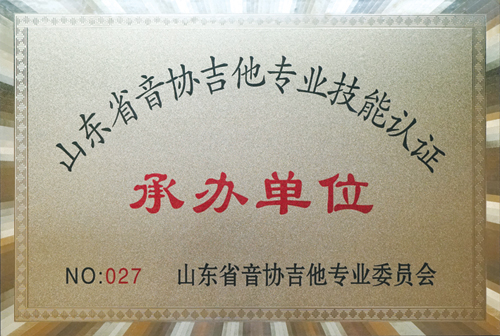 山东省音协吉他专业技能认证
承办单位
NO:027 山东省音协吉他专业委员会